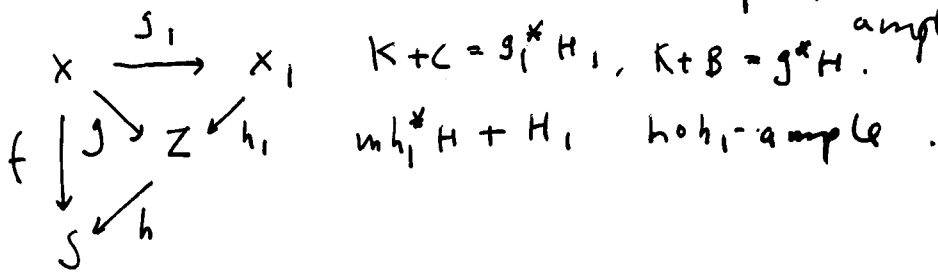 ample
X g₁ → X₁ K+C = g₁*H₁, K+B = g*H.
f g Z h₁ mh₁*H + H₁ h∘h₁-ample.
S h